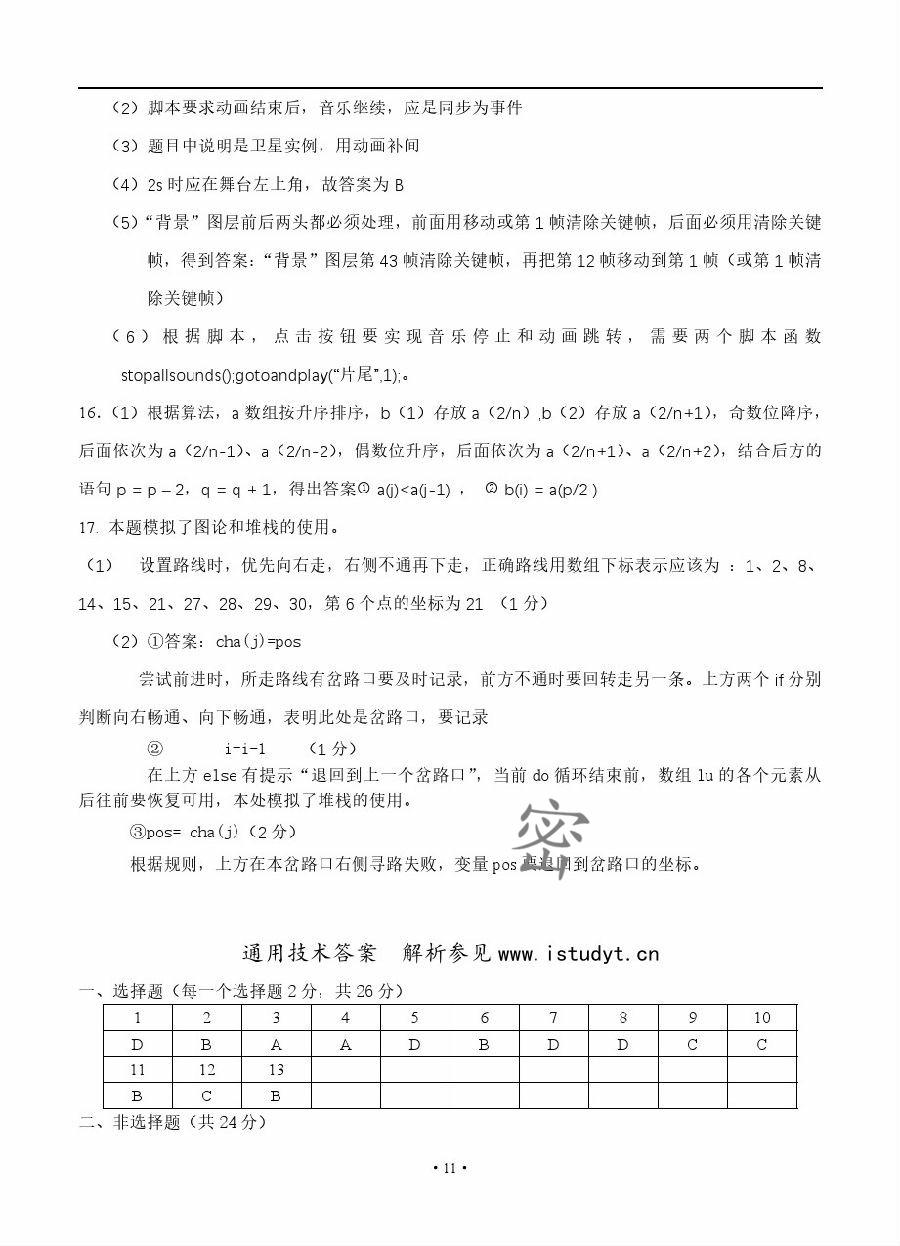 （2）脚本要求动画结束后，音乐继续，应是同步为事件
（3）题目中说明是卫星实例，用动画补间
（4）2s 时应在舞台左上角，故答案为 B
（5）“背景”图层前后两头都必须处理，前面用移动或第 1 帧清除关键帧，后面必须用清除关键
帧，得到答案：“背景”图层第 43 帧清除关键帧，再把第 12 帧移动到第 1 帧（或第 1 帧清
除关键帧）
（6）根据脚本，点击按钮要实现音乐停止和动画跳转，需要两个脚本函数
stopallsounds();gotoandplay(“片尾”,1);。
16.（1）根据算法，a 数组按升序排序，b（1）存放 a（2/n）,b（2）存放 a（2/n+1），奇数位降序，
后面依次为 a（2/n-1）、a（2/n-2），偶数位升序，后面依次为 a（2/n+1）、a（2/n+2），结合后方的
语句 p = p – 2，q = q + 1，得出答案① a(j)<a(j-1) ， ② b(i) = a(p/2 )
17. 本题模拟了图论和堆栈的使用。
（1） 设置路线时，优先向右走，右侧不通再下走，正确路线用数组下标表示应该为 ：1、2、8、
14、15、21、27、28、29、30，第 6 个点的坐标为 21 （1 分）
（2）①答案：cha(j)=pos
尝试前进时，所走路线有岔路口要及时记录，前方不通时要回转走另一条。上方两个 if 分别
判断向右畅通、向下畅通，表明此处是岔路口，要记录
② i-i-1 （1 分）
在上方 else 有提示“退回到上一个岔路口”，当前 do 循环结束前，数组 lu 的各个元素从
后往前要恢复可用，本处模拟了堆栈的使用。
③pos= cha(j)（2 分）
根据规则，上方在本岔路口右侧寻路失败，变量 pos 要退回到岔路口的坐标。
密
通用技术答案 解析参见 www.istudyt.cn
一、选择题（每一个选择题 2 分，共 26 分）
1 2 3 4 5 6 7 8 9 10
D B A A D B D D C C
11 12 13
B C B
二、非选择题（共 24 分）
· 11 ·